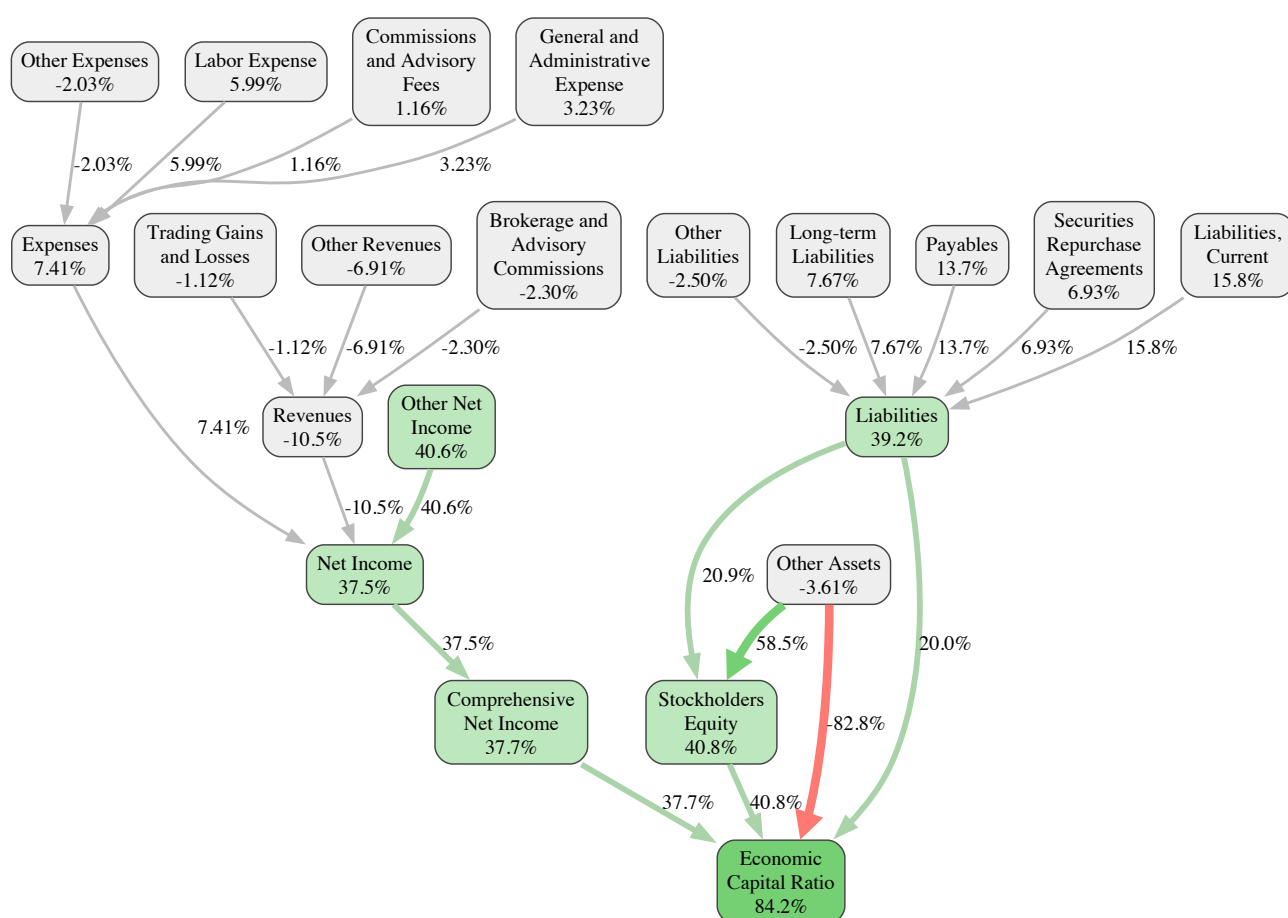 Other Expenses
-2.03%
Labor Expense
5.99%
Commissions
and Advisory
Fees
1.16%
General and
Administrative
Expense
3.23%
-2.03%
5.99%
1.16%
3.23%
Expenses
7.41%
Trading Gains
and Losses
-1.12%
Other Revenues
-6.91%
Brokerage and
Advisory
Commissions
-2.30%
Other
Liabilities
-2.50%
Long-term
Liabilities
7.67%
Payables
13.7%
Securities
Repurchase
Agreements
6.93%
Liabilities,
Current
15.8%
-1.12%
-6.91%
-2.30%
-2.50%
7.67%
13.7%
6.93%
15.8%
7.41%
Revenues
-10.5%
Other Net
Income
40.6%
Liabilities
39.2%
-10.5%
40.6%
Net Income
37.5%
20.9%
Other Assets
-3.61%
37.5%
58.5%
20.0%
Comprehensive
Net Income
37.7%
Stockholders
Equity
40.8%
-82.8%
37.7%
40.8%
Economic
Capital Ratio
84.2%